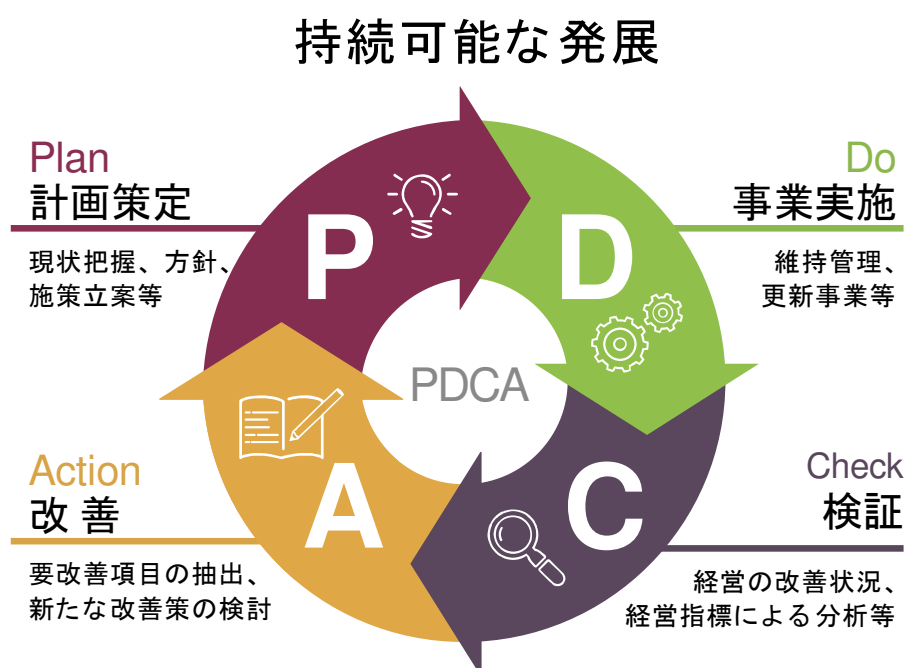 持続可能な発展
Plan
計画策定
現状把握、方針、
施策立案等
P
Do
事業実施
維持管理、
更新事業等
D
PDCA
Action
改善
要改善項目の抽出、
新たな改善策の検討
A
Check
検証
経営の改善状況、
経営指標による分析等
C